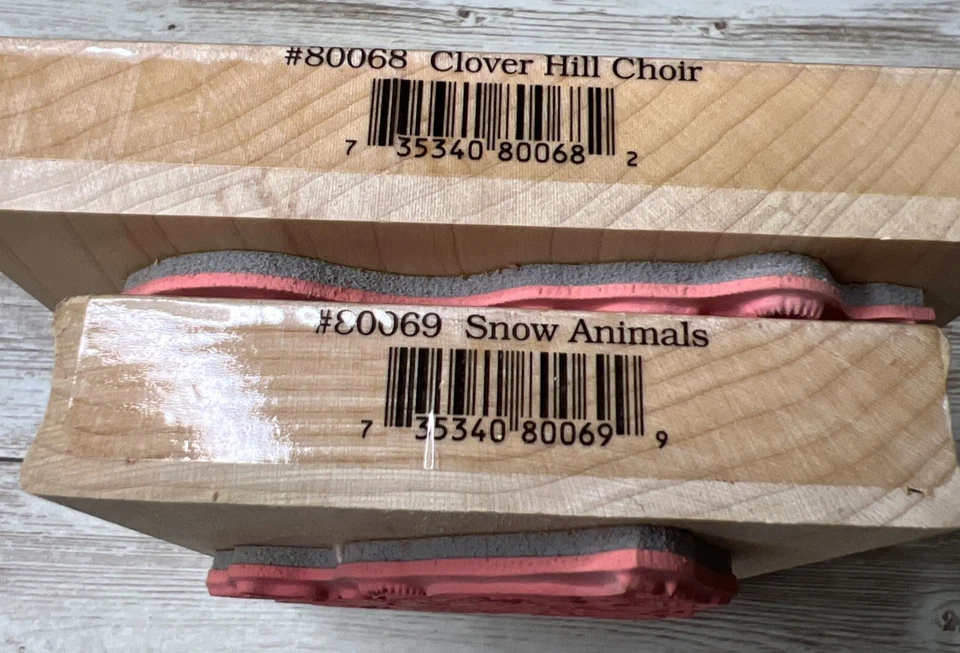 #80068 Clover Hill Choir
7 35340 80068 2
#80069 Snow Animals
7 35340 80069 9